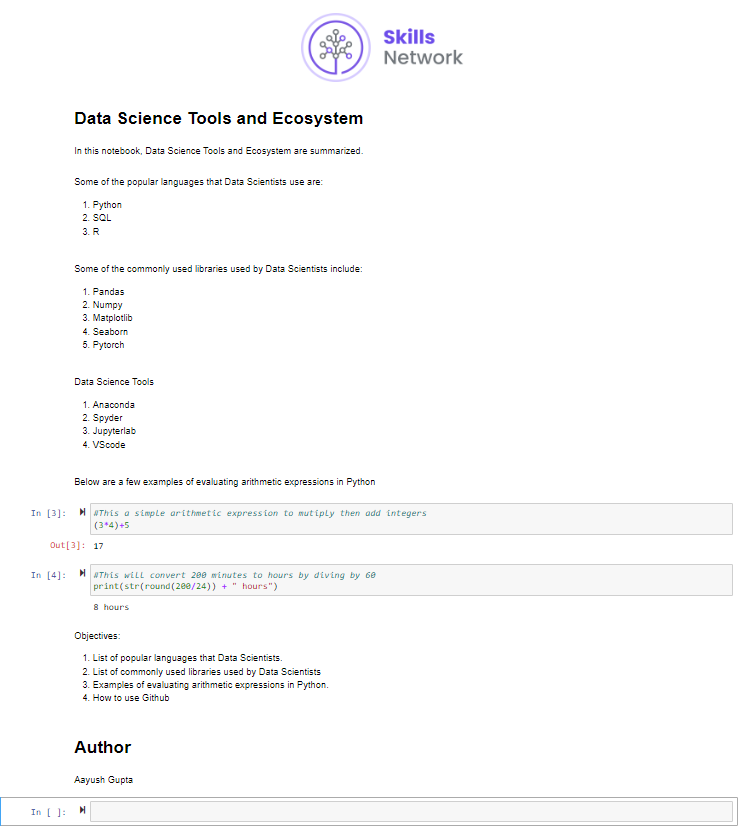 Skills
Network
Data Science Tools and Ecosystem
In this notebook, Data Science Tools and Ecosystem are summarized.
Some of the popular languages that Data Scientists use are:
1. Python
2. SQL
3. R
Some of the commonly used libraries used by Data Scientists include:
1. Pandas
2. Numpy
3. Matplotlib
4. Seaborn
5. Pytorch
Data Science Tools
1. Anaconda
2. Spyder
3. Jupyterlab
4. VScode
Below are a few examples of evaluating arithmetic expressions in Python
In [3]: #This a simple arithmetic expression to mutiply then add integers
(3*4)+5
Out[3]: 17
In [4]: #This will convert 200 minutes to hours by diving by 60
print(str(round(200/24)) + " hours")
8 hours
Objectives:
1. List of popular languages that Data Scientists.
2. List of commonly used libraries used by Data Scientists
3. Examples of evaluating arithmetic expressions in Python.
4. How to use Github
Author
Aayush Gupta
In [ ]: